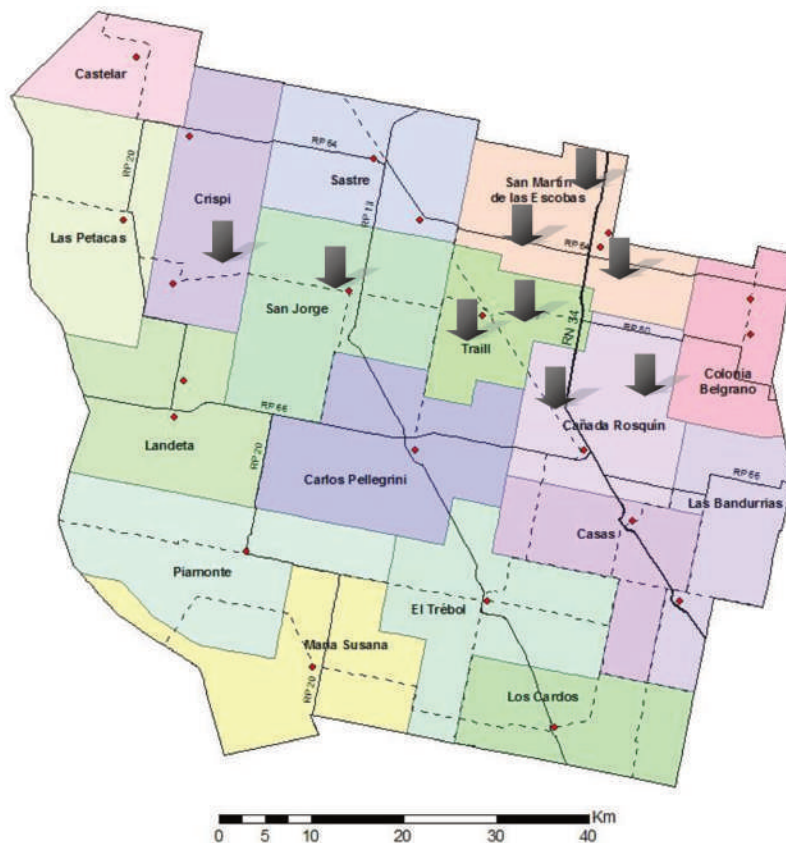 Castelar
RP 20
RP 64
Sastre
Crispi
RP 13
San Martín
de las Escobas
RP 64
Las Petacas
San Jorge
Traill
RN 34
RP 80
Colonia
Belgrano
RP 66
Cañada Rosquín
Landeta
RP 20
Carlos Pellegrini
RP 66
Las Bandurrias
Casas
Piamonte
El Trébol
María Susana
RP 20
Los Cardos
Km
0 5 10 20 30 40